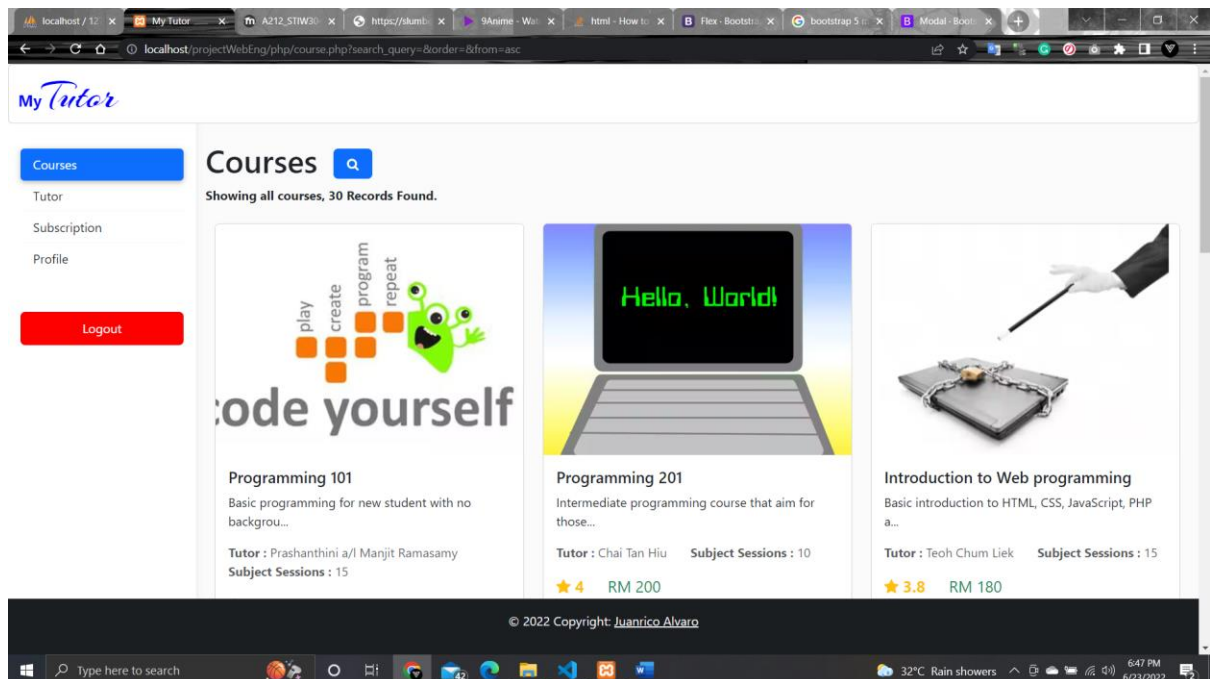 localhost / 12
My Tutor
A212_STIW30
https://slumb
9Anime - Wat
html - How to
Flex · Bootstra
bootstrap 5
Modal · Boots
localhost/projectWebEng/php/course.php?search_query=&order=&from=asc
My Tutor
Courses
Tutor
Subscription
Profile
Logout
Courses
Showing all courses, 30 Records Found.
play
create
program
repeat
code yourself
Programming 101
Basic programming for new student with no
backgrou...
Tutor : Prashanthini a/l Manjit Ramasamy
Subject Sessions : 15
Hello, World!
Programming 201
Intermediate programming course that aim for
those...
Tutor : Chai Tan Hiu Subject Sessions : 10
4 RM 200
Introduction to Web programming
Basic introduction to HTML, CSS, JavaScript, PHP
a...
Tutor : Teoh Chum Liek Subject Sessions : 15
3.8 RM 180
© 2022 Copyright: Juanrico Alvaro
Type here to search
42
32°C Rain showers
6:47 PM
6/23/2022
2